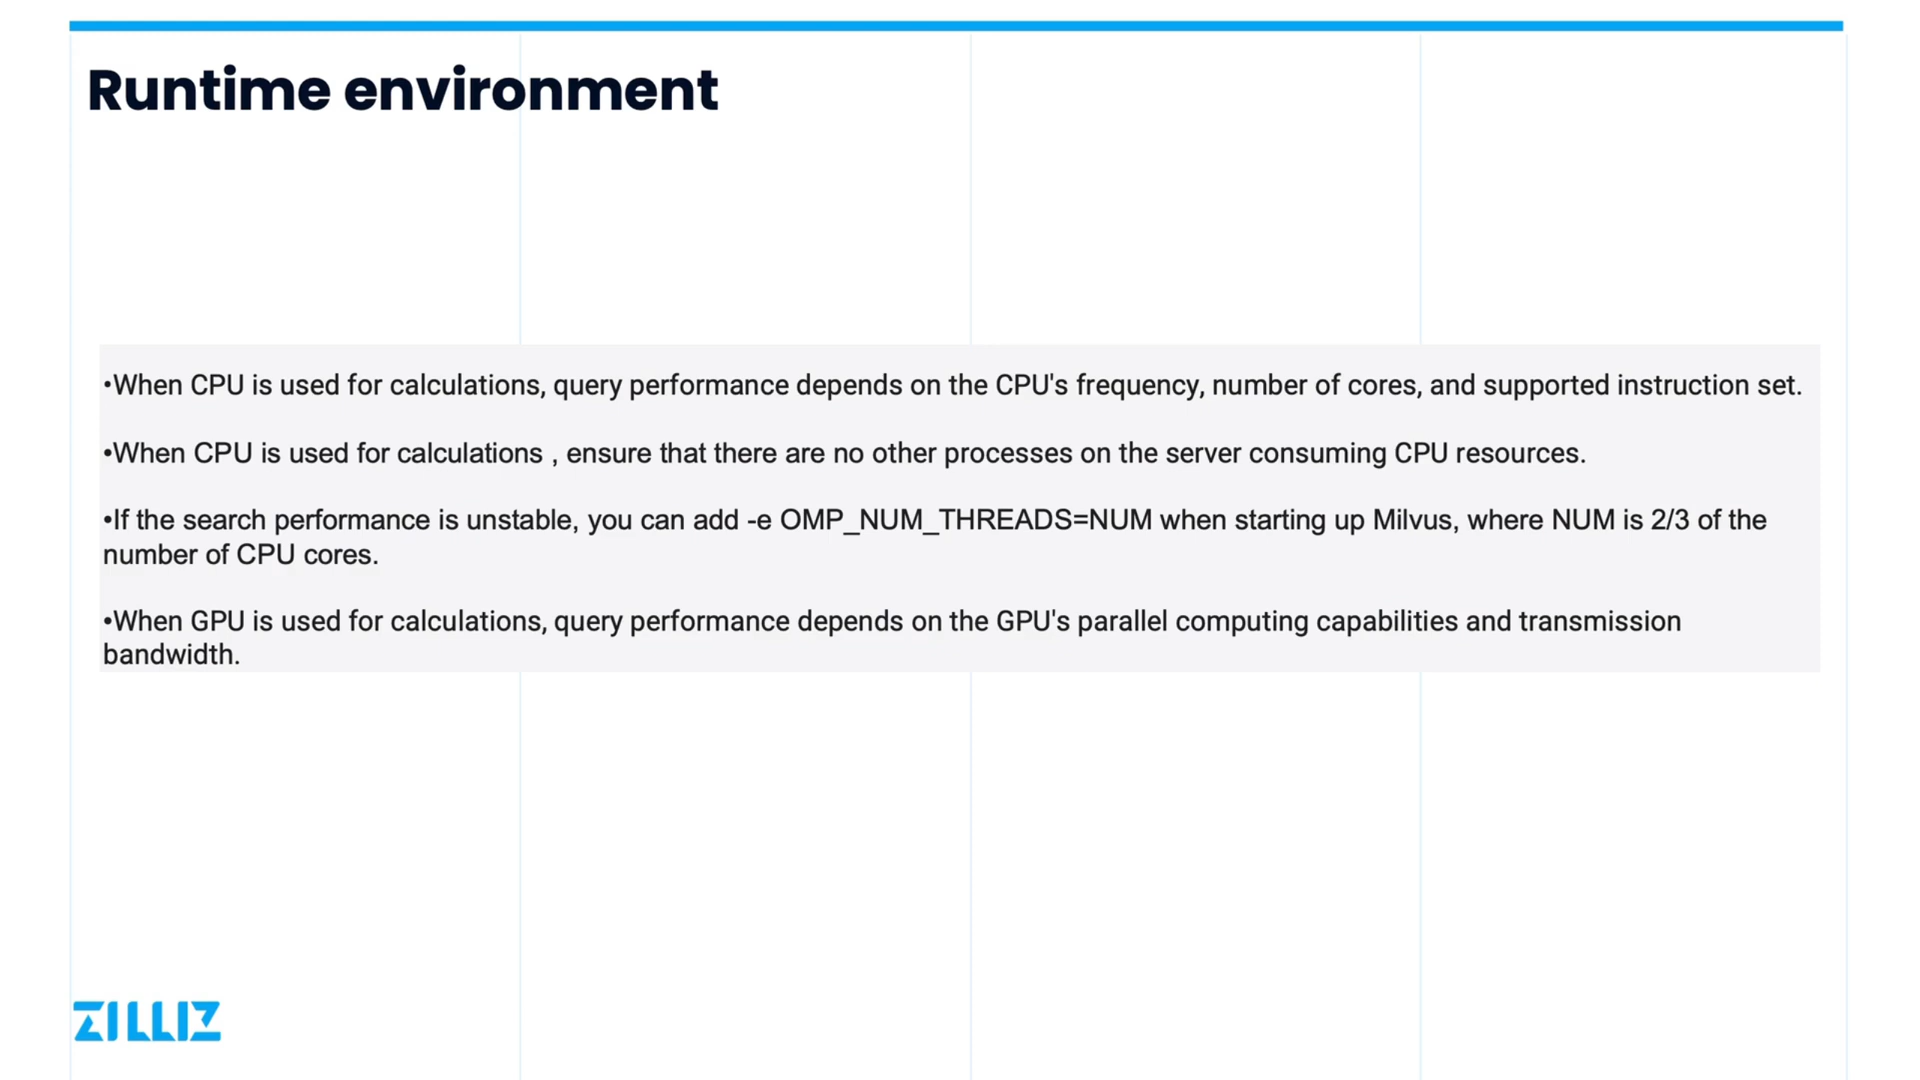 Runtime environment
•When CPU is used for calculations, query performance depends on the CPU's frequency, number of cores, and supported instruction set.
•When CPU is used for calculations , ensure that there are no other processes on the server consuming CPU resources.
•If the search performance is unstable, you can add -e OMP_NUM_THREADS=NUM when starting up Milvus, where NUM is 2/3 of the
number of CPU cores.
•When GPU is used for calculations, query performance depends on the GPU's parallel computing capabilities and transmission
bandwidth.
ZILLIZ